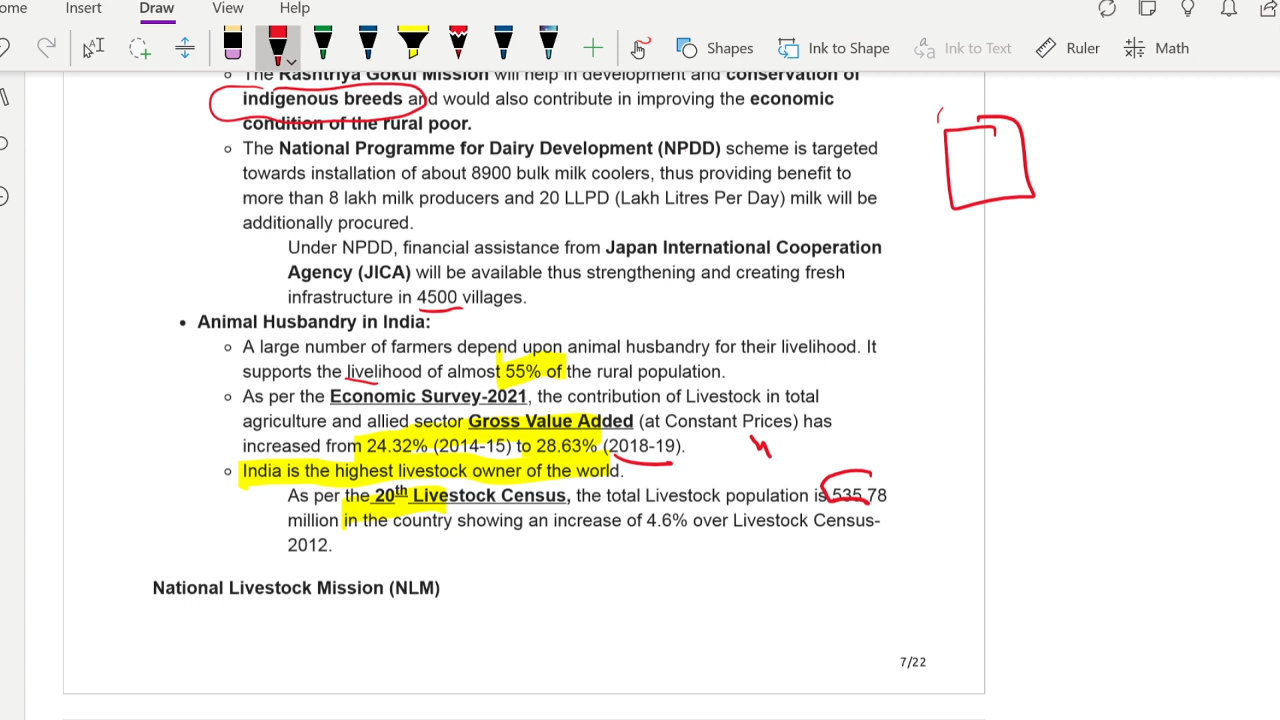 ome Insert Draw View Help
Shapes Ink to Shape Ink to Text Ruler Math
The Rashtriya Gokul Mission will help in development and conservation of
indigenous breeds and would also contribute in improving the economic
condition of the rural poor.
The National Programme for Dairy Development (NPDD) scheme is targeted
towards installation of about 8900 bulk milk coolers, thus providing benefit to
more than 8 lakh milk producers and 20 LLPD (Lakh Litres Per Day) milk will be
additionally procured.
Under NPDD, financial assistance from Japan International Cooperation
Agency (JICA) will be available thus strengthening and creating fresh
infrastructure in 4500 villages.
• Animal Husbandry in India:
A large number of farmers depend upon animal husbandry for their livelihood. It
supports the livelihood of almost 55% of the rural population.
As per the Economic Survey-2021, the contribution of Livestock in total
agriculture and allied sector Gross Value Added (at Constant Prices) has
increased from 24.32% (2014-15) to 28.63% (2018-19).
India is the highest livestock owner of the world.
As per the 20th Livestock Census, the total Livestock population is 535.78
million in the country showing an increase of 4.6% over Livestock Census-
2012.
National Livestock Mission (NLM)
7/22